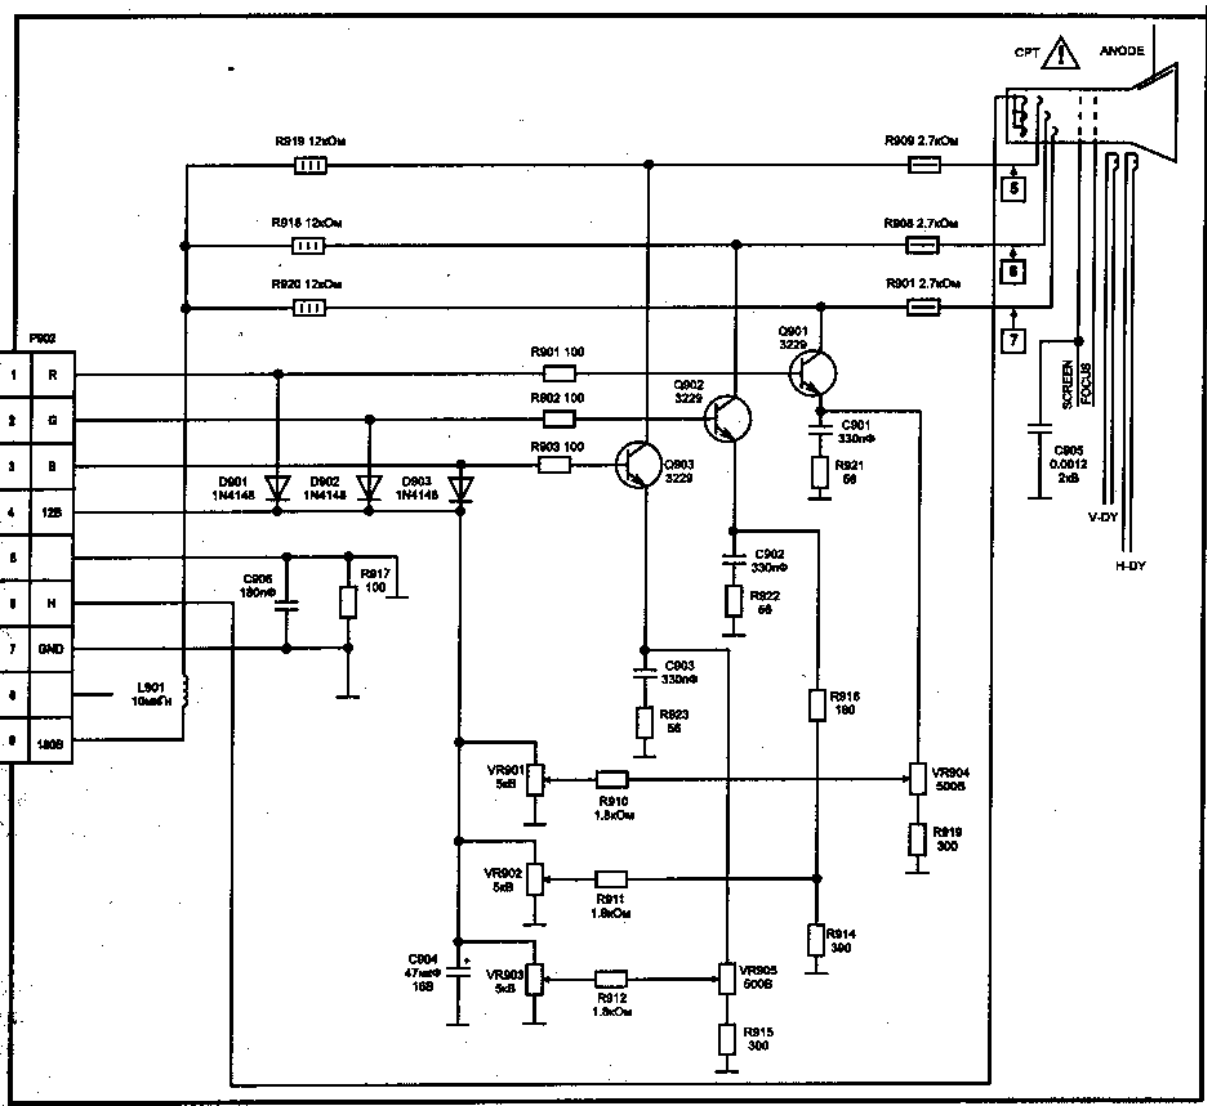 CPT
ANODE
R919 12кОм
R909 2.7кОм
5
R918 12кОм
R908 2.7кОм
6
R920 12кОм
R901 2.7кОм
7
P902
1 R
2 G
3 B
4 12В
5
6 H
7 GND
8
9 180В
R901 100
R902 100
R903 100
Q901
3229
Q902
3229
Q903
3229
D901
1N4148
D902
1N4148
D903
1N4148
C901
330пФ
R921
56
SCREEN
FOCUS
C905
0.0012
2кВ
V-DY
H-DY
C906
180пФ
R917
100
C902
330пФ
R922
56
L901
10мкГн
C903
330пФ
R923
56
R916
180
VR901
5кВ
R910
1.8кОм
VR904
500В
R919
300
VR902
5кВ
R911
1.8кОм
R914
390
C904
47мкФ
16В
+
VR903
5кВ
R912
1.8кОм
VR905
500В
R915
300